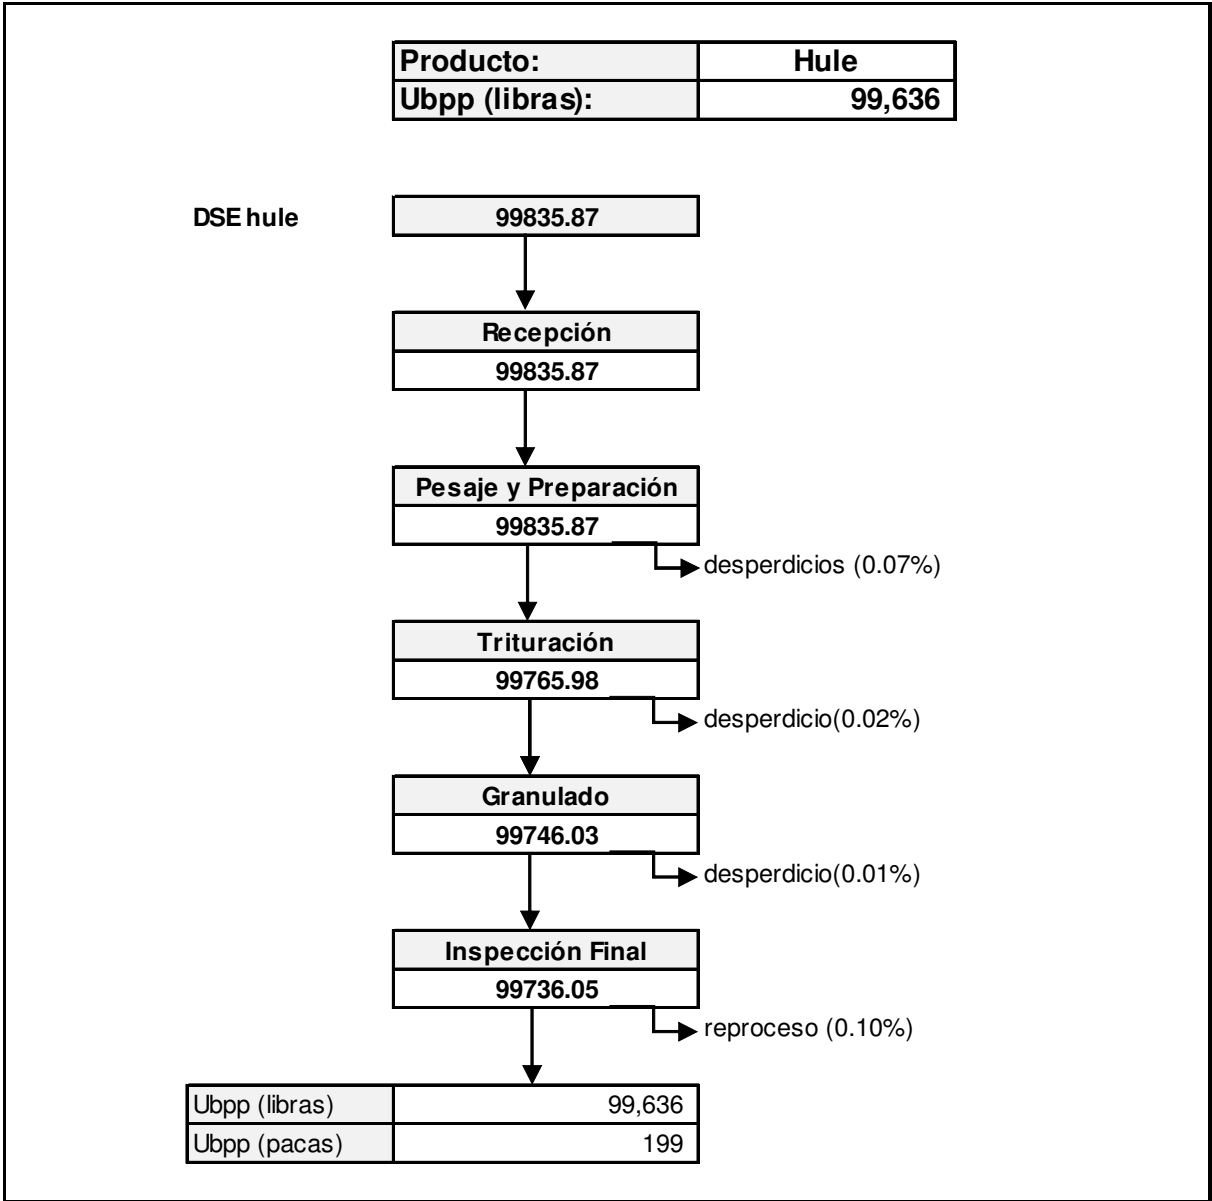 Producto: Hule
Ubpp (libras): 99,636
DSE hule 99835.87
Recepción
99835.87
Pesaje y Preparación
99835.87
desperdicios (0.07%)
Trituración
99765.98
desperdicio(0.02%)
Granulado
99746.03
desperdicio(0.01%)
Inspección Final
99736.05
reproceso (0.10%)
Ubpp (libras) 99,636
Ubpp (pacas) 199